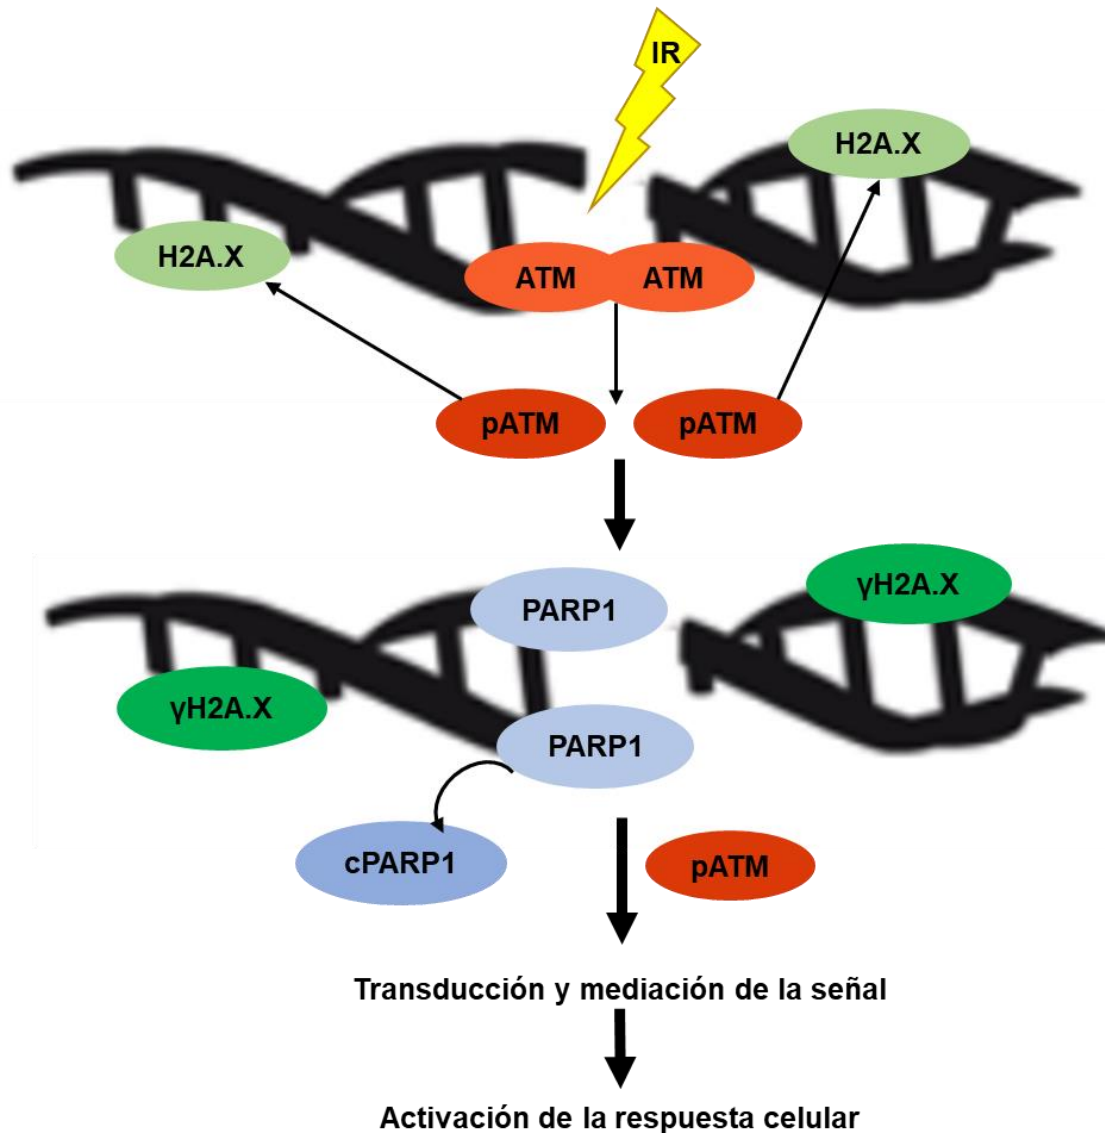 IR
H2A.X
H2A.X
ATM
ATM
pATM
pATM
PARP1
γH2A.X
γH2A.X
PARP1
cPARP1
pATM
Transducción y mediación de la señal
Activación de la respuesta celular